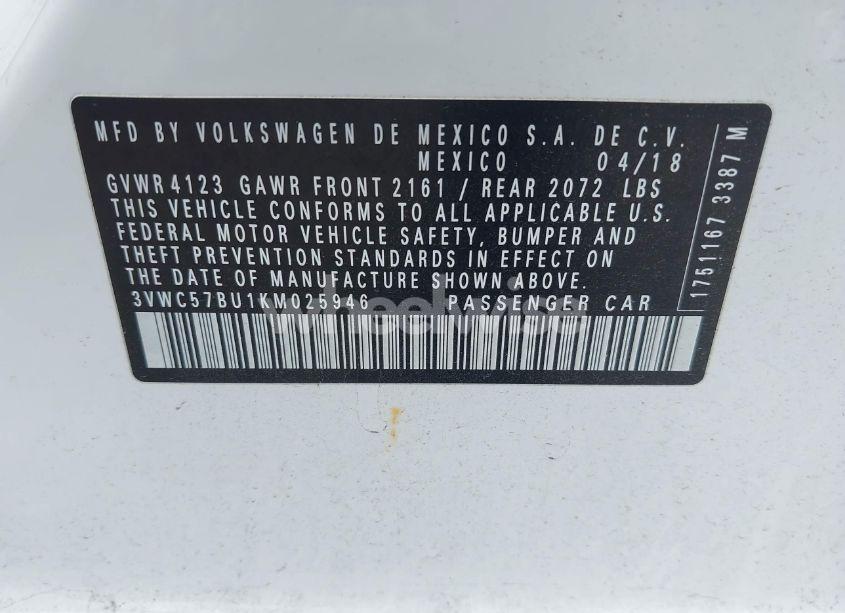 MFD BY VOLKSWAGEN DE MEXICO S.A. DE C.V.
MEXICO 04/18
GVWR 4123 GAWR FRONT 2161 / REAR 2072 LBS
THIS VEHICLE CONFORMS TO ALL APPLICABLE U.S.
FEDERAL MOTOR VEHICLE SAFETY, BUMPER AND
THEFT PREVENTION STANDARDS IN EFFECT ON
THE DATE OF MANUFACTURE SHOWN ABOVE.
3VWC57BU1KM025946 PASSENGER CAR
1751167 3387 M
wheelwise